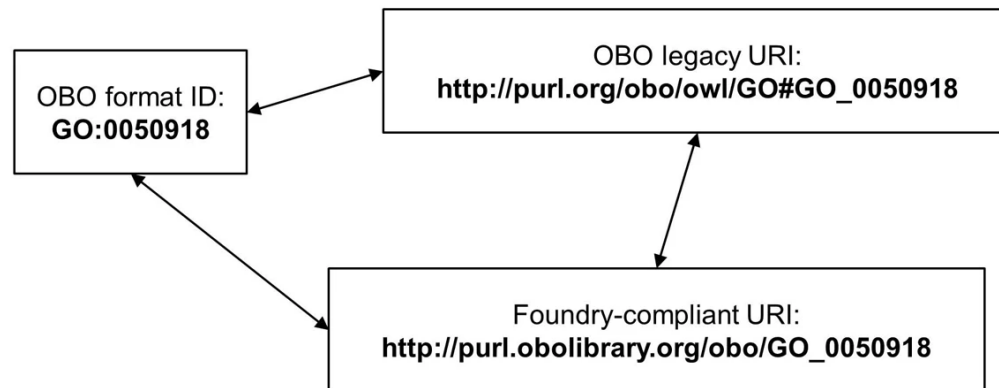 OBO format ID:
GO:0050918
OBO legacy URI:
http://purl.org/obo/owl/GO#GO_0050918
Foundry-compliant URI:
http://purl.obolibrary.org/obo/GO_0050918